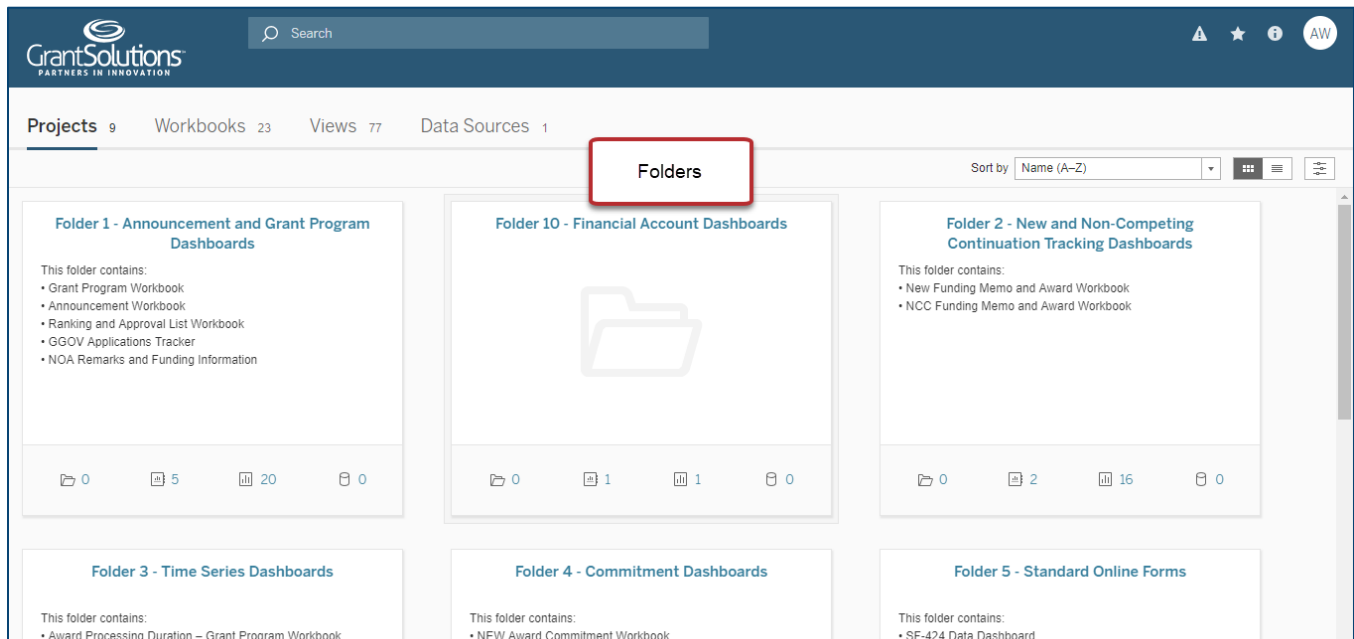 Search
GrantSolutions
PARTNERS IN INNOVATION
AW
Projects 9 Workbooks 23 Views 77 Data Sources 1
Folders
Sort by Name (A–Z)
Folder 1 - Announcement and Grant Program
Dashboards
This folder contains:
• Grant Program Workbook
• Announcement Workbook
• Ranking and Approval List Workbook
• GGOV Applications Tracker
• NOA Remarks and Funding Information
0 5 20 0
Folder 10 - Financial Account Dashboards
0 1 1 0
Folder 2 - New and Non-Competing
Continuation Tracking Dashboards
This folder contains:
• New Funding Memo and Award Workbook
• NCC Funding Memo and Award Workbook
0 2 16 0
Folder 3 - Time Series Dashboards
This folder contains:
• Award Processing Duration – Grant Program Workbook
Folder 4 - Commitment Dashboards
This folder contains:
• NEW Award Commitment Workbook
Folder 5 - Standard Online Forms
This folder contains:
• SF-424 Data Dashboard